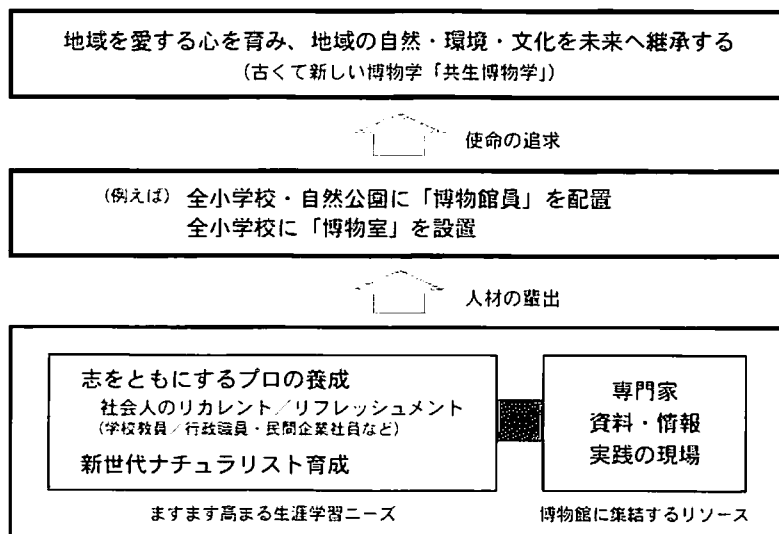 地域を愛する心を育み、地域の自然・環境・文化を未来へ継承する
(古くて新しい博物学「共生博物学」)
使命の追求
(例えば) 全小学校・自然公園に「博物館員」を配置
全小学校に「博物室」を設置
人材の輩出
志をともにするプロの養成
社会人のリカレント／リフレッシュメント
(学校教員／行政職員・民間企業社員など)
新世代ナチュラリスト育成
ますます高まる生涯学習ニーズ
専門家
資料・情報
実践の現場
博物館に集結するリソース